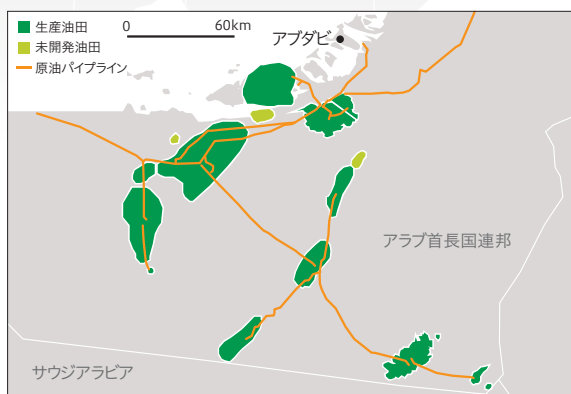 生産油田
未開発油田
原油パイプライン
0 60km
アブダビ
アラブ首長国連邦
サウジアラビア